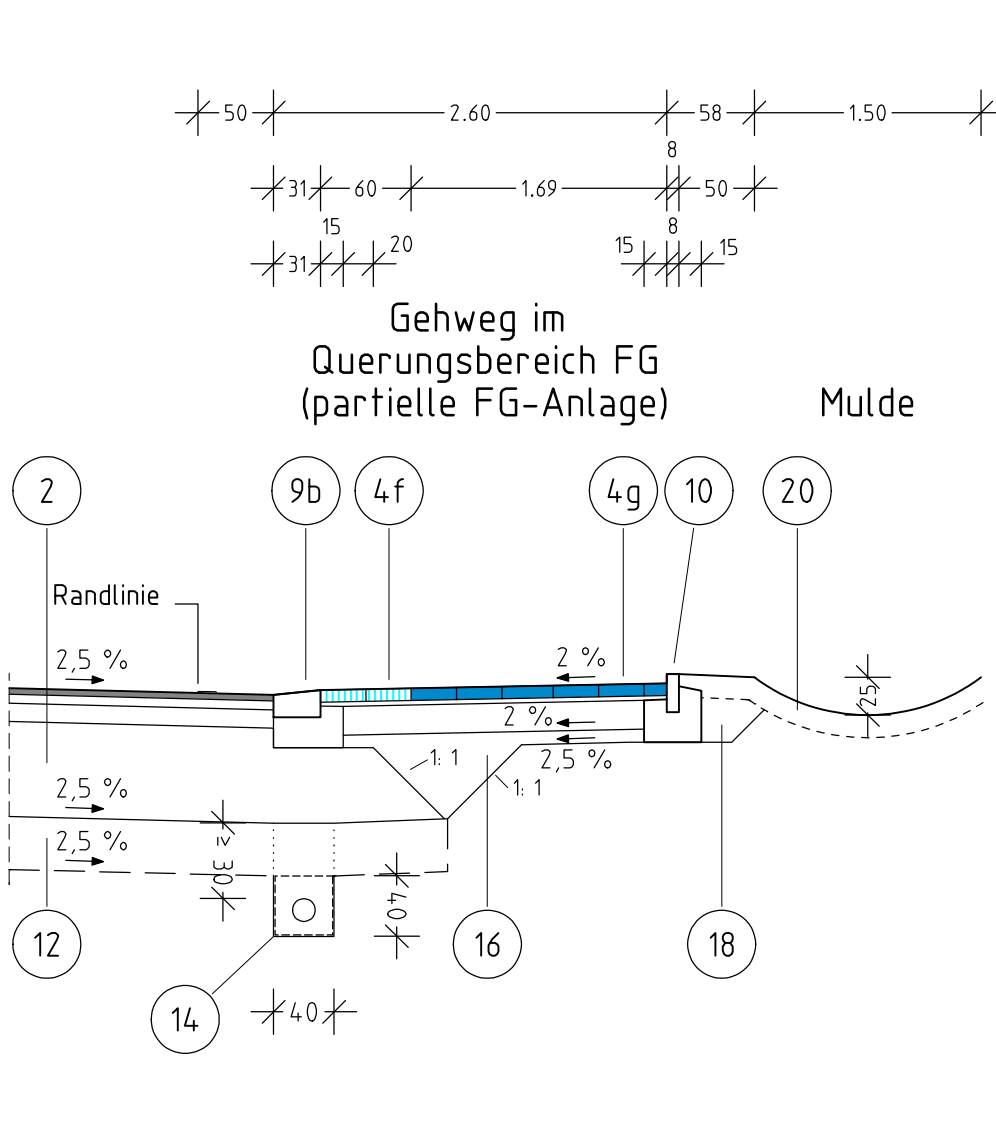 50 2.60 58 1.50
8
31 60 1.69 50
15 20 15 8 15
31
Gehweg im
Querungsbereich FG
(partielle FG-Anlage)
Mulde
2 9b 4f 4g 10 20
Randlinie
2,5 % 2 %
25
2 %
2,5 %
1: 1
1: 1
2,5 %
2,5 %
≥ 30
40
12 16 18
14
40